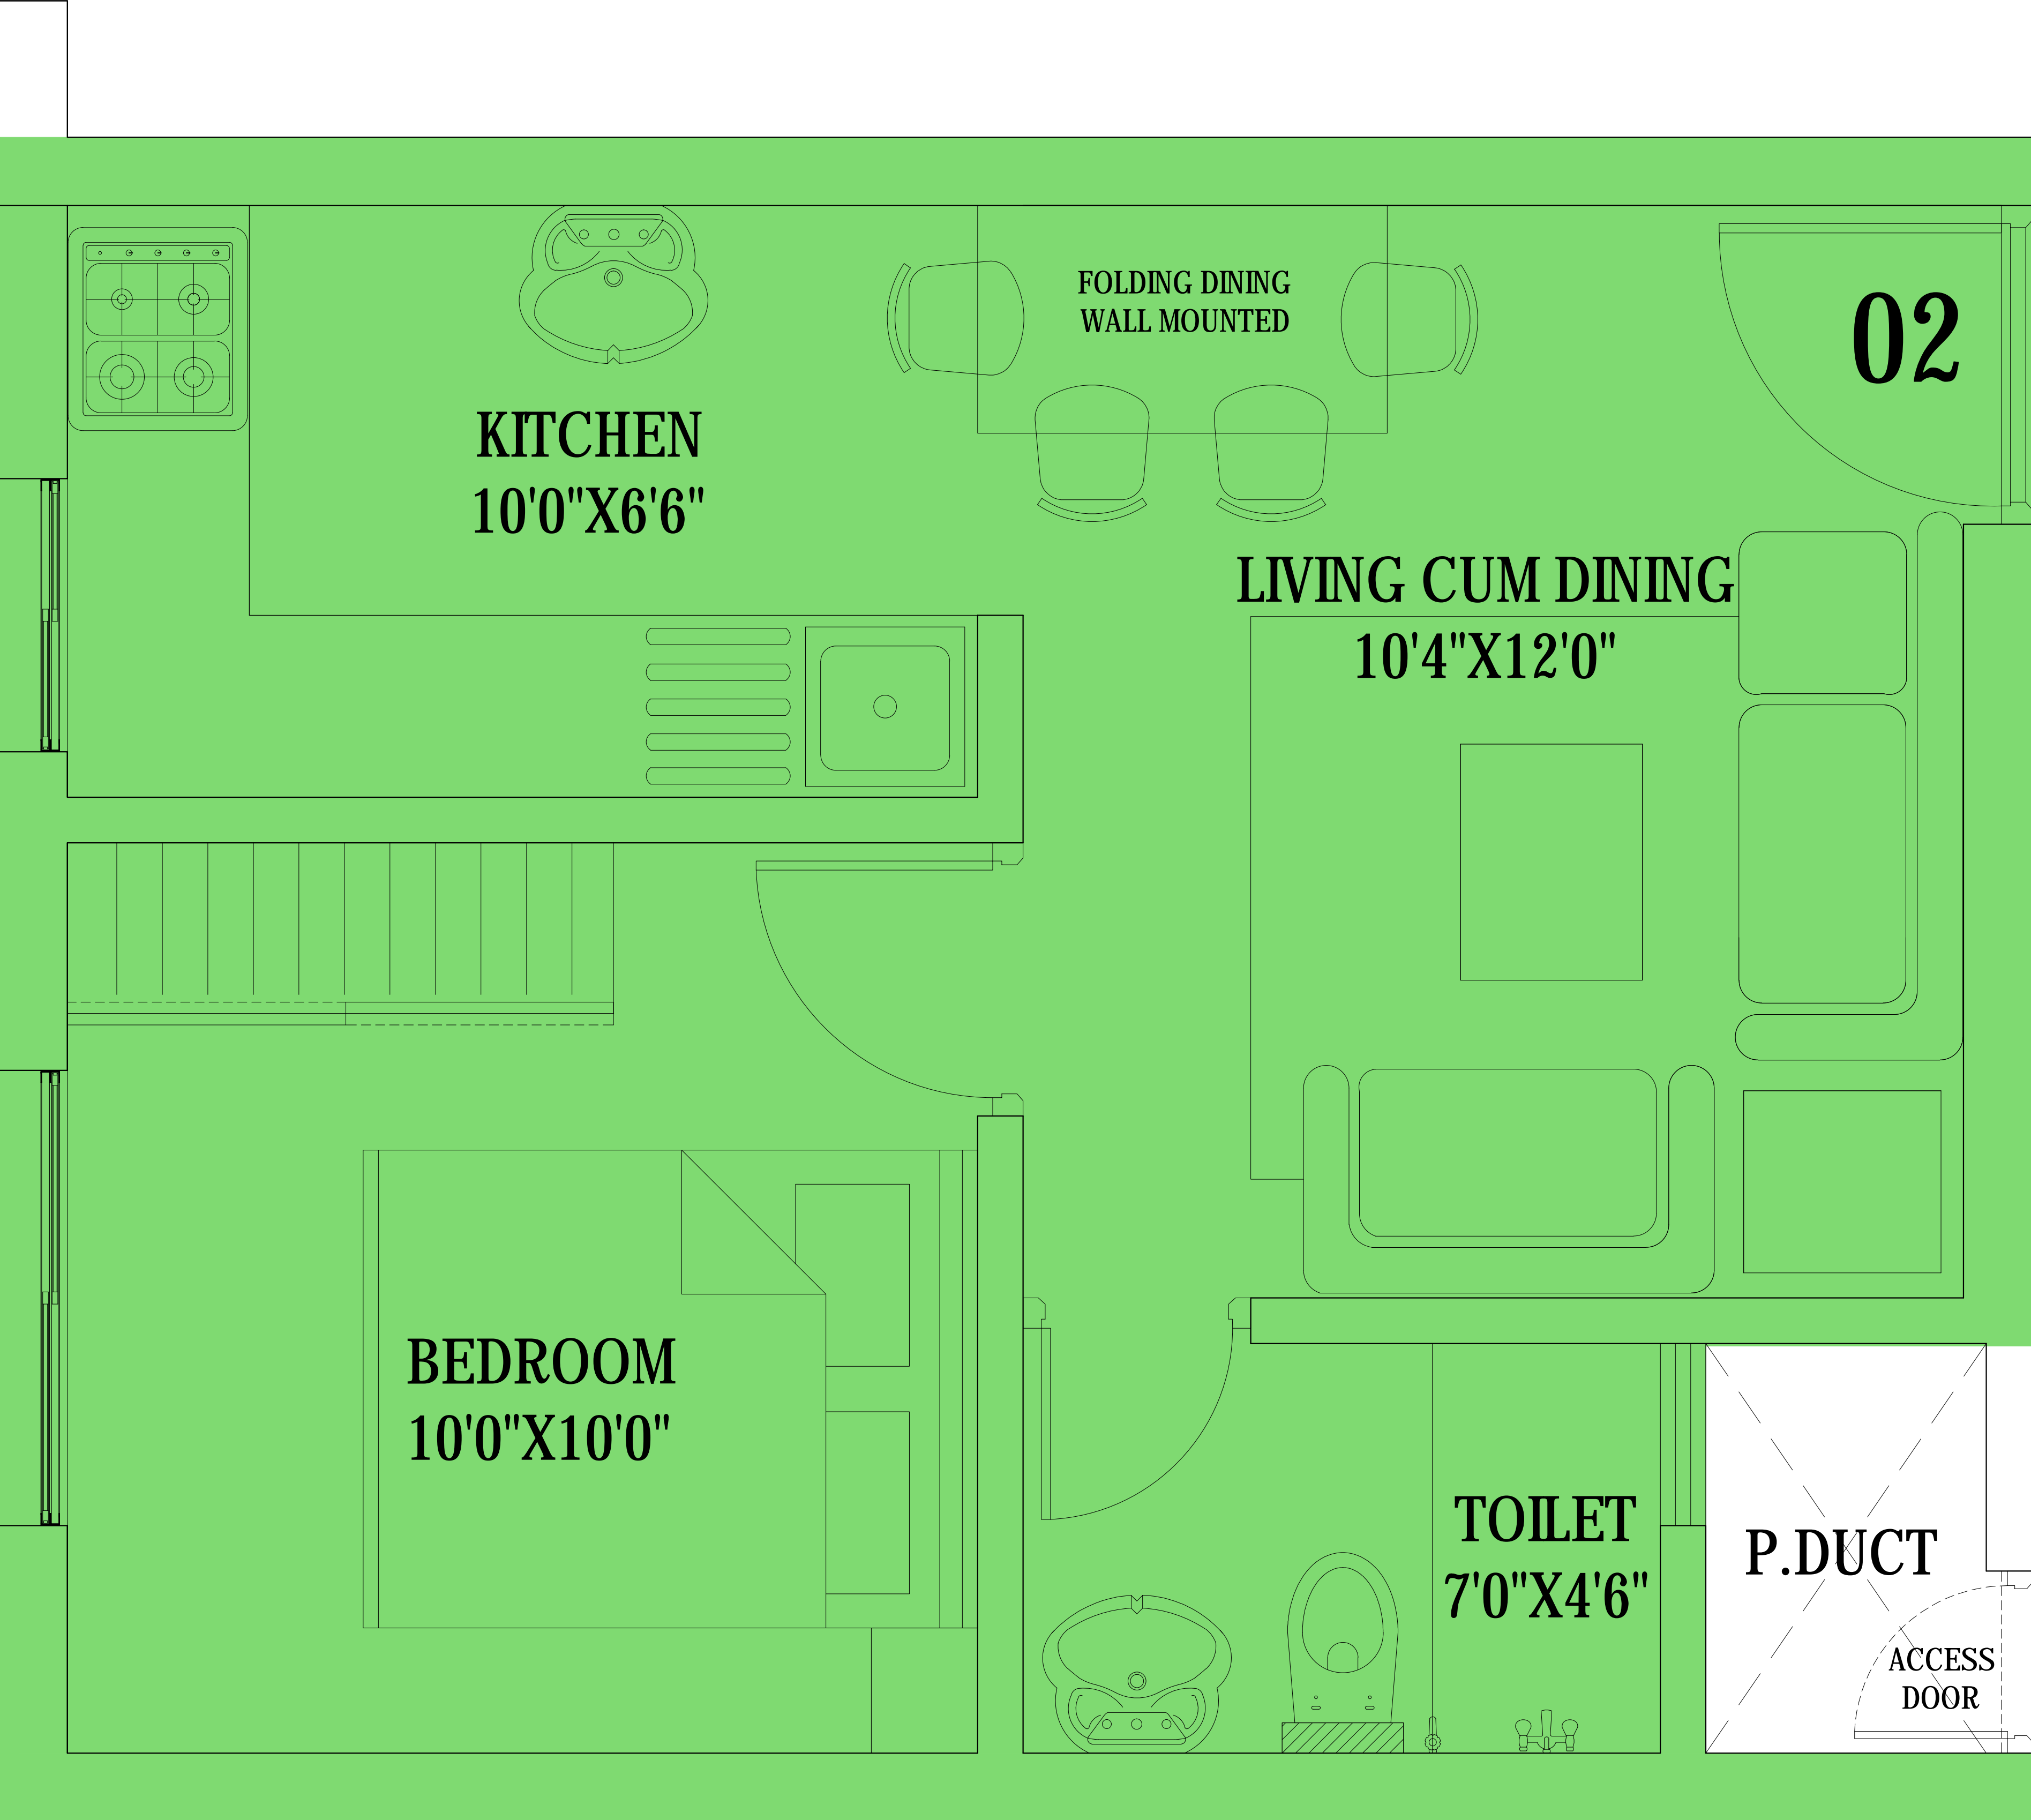 FOLDING DINING
WALL MOUNTED
02
KITCHEN
10'0"X6'6"
LIVING CUM DINING
10'4"X12'0"
BEDROOM
10'0"X10'0"
TOILET
7'0"X4'6"
P.DUCT
ACCESS
DOOR